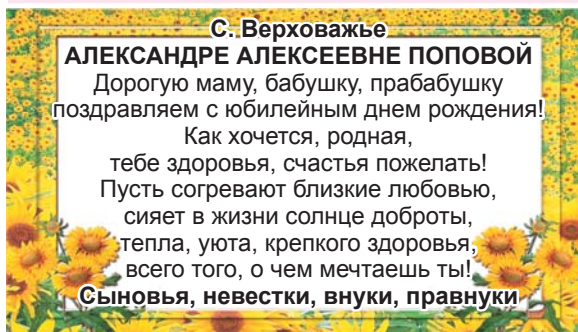 С. Верховажье
АЛЕКСАНДРЕ АЛЕКСЕЕВНЕ ПОПОВОЙ
Дорогую маму, бабушку, прабабушку
поздравляем с юбилейным днем рождения!
Как хочется, родная,
тебе здоровья, счастья пожелать!
Пусть согревают близкие любовью,
сияет в жизни солнце доброты,
тепла, уюта, крепкого здоровья,
всего того, о чем мечтаешь ты!
Сыновья, невестки, внуки, правнуки